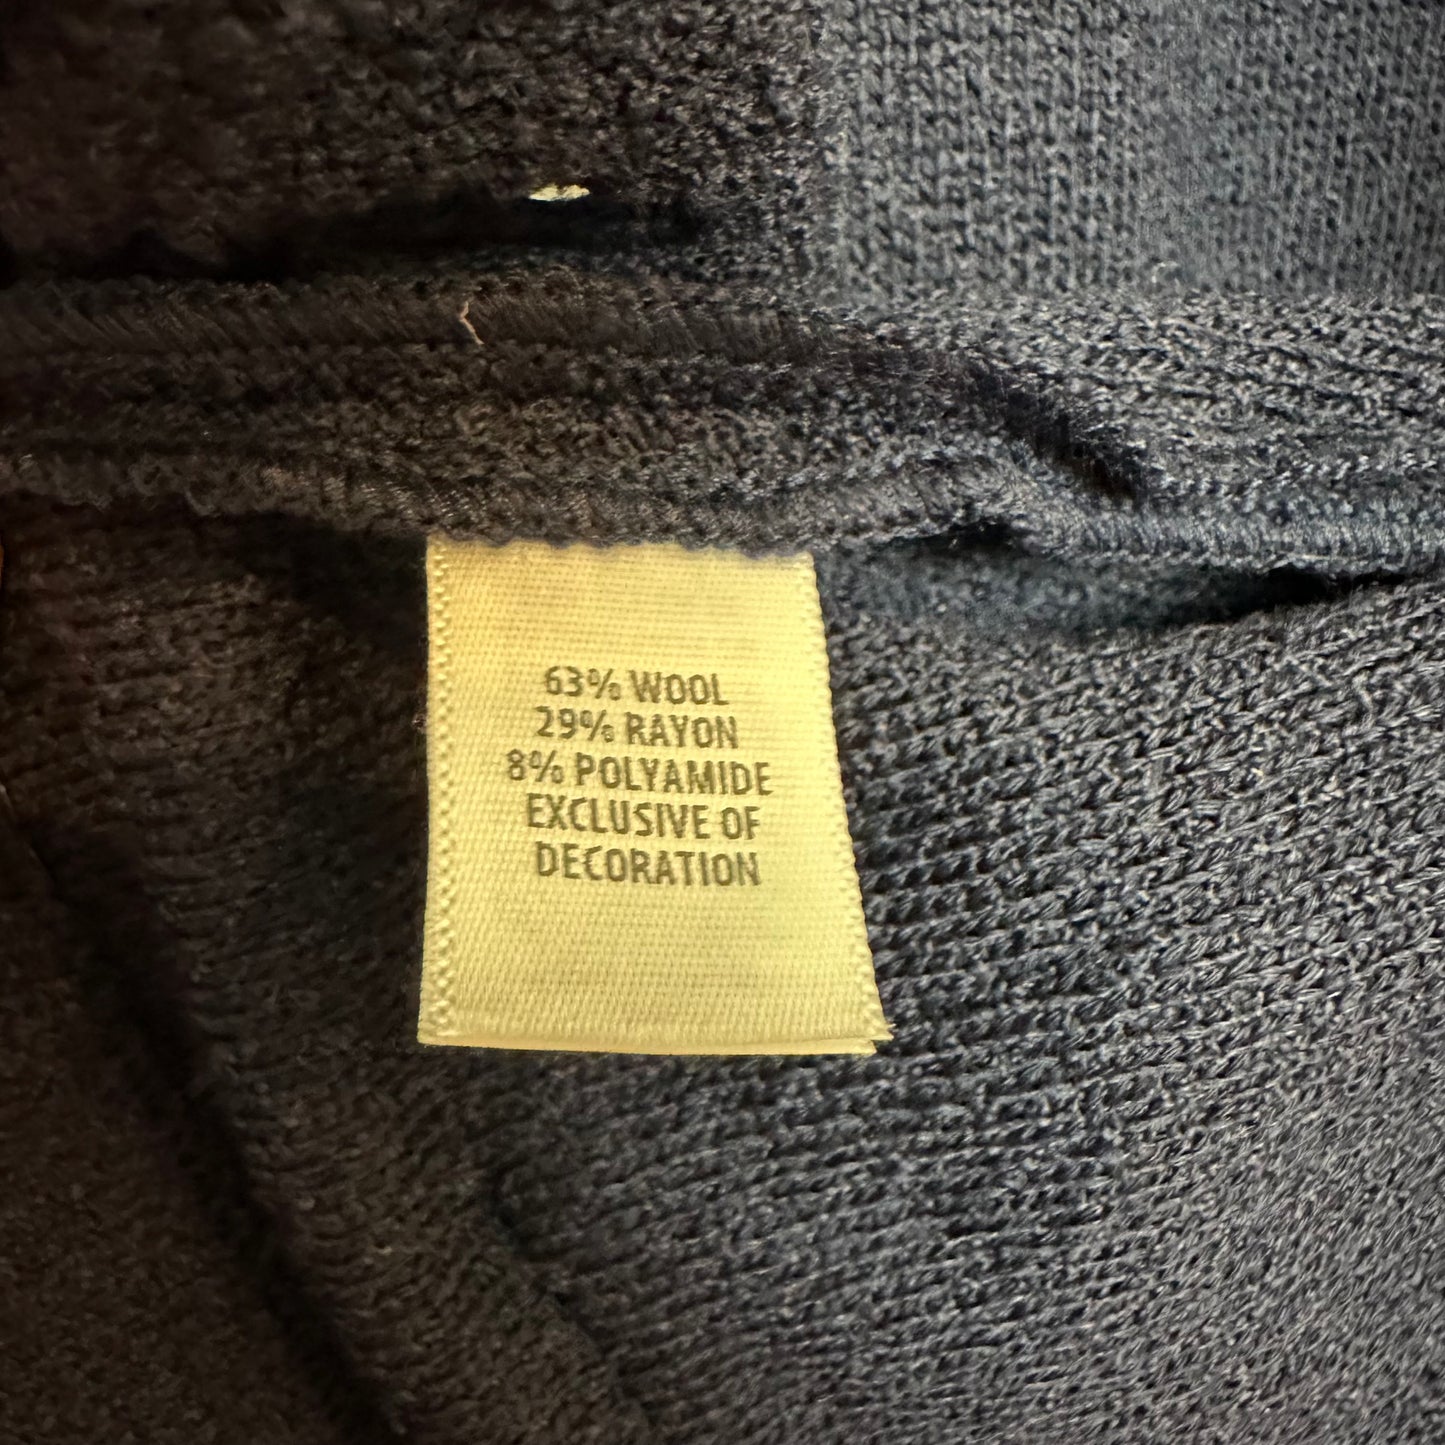 63% WOOL
29% RAYON
8% POLYAMIDE
EXCLUSIVE OF
DECORATION